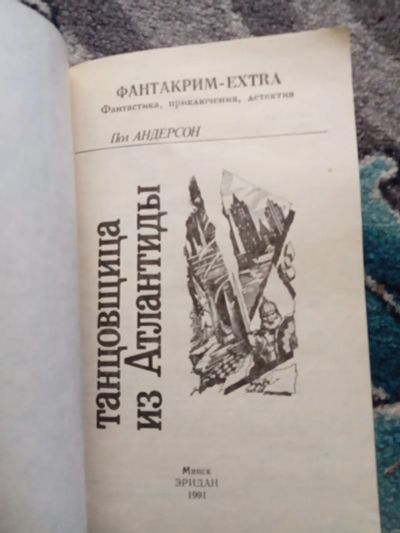 ФАНТАКРИМ-EXTRA
Фантастика, приключения, детектив
Пол АНДЕРСОН
танцовщица
из Атлантиды
Минск
ЭРИДАН
1991